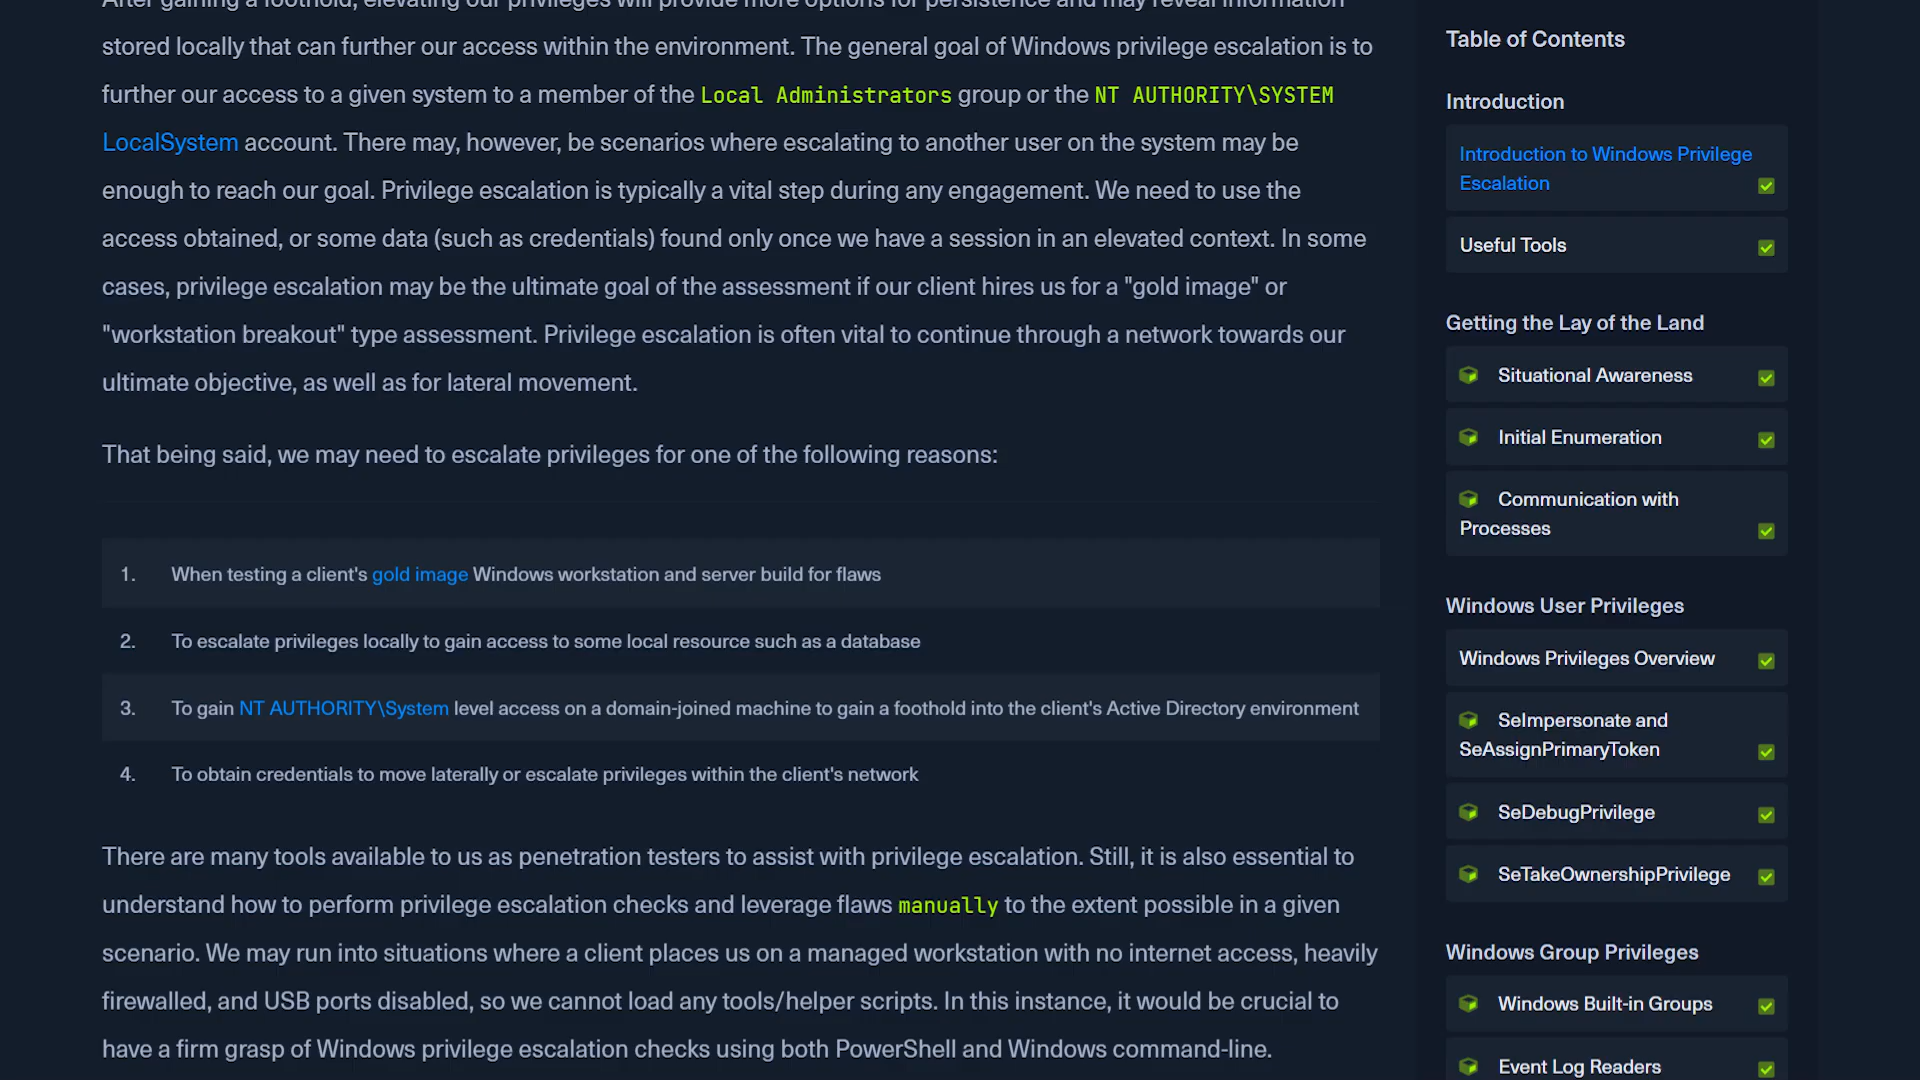 After gaining a foothold, elevating our privileges will provide more options for persistence and may reveal information
stored locally that can further our access within the environment. The general goal of Windows privilege escalation is to
further our access to a given system to a member of the Local Administrators group or the NT AUTHORITY\SYSTEM
LocalSystem account. There may, however, be scenarios where escalating to another user on the system may be
enough to reach our goal. Privilege escalation is typically a vital step during any engagement. We need to use the
access obtained, or some data (such as credentials) found only once we have a session in an elevated context. In some
cases, privilege escalation may be the ultimate goal of the assessment if our client hires us for a "gold image" or
"workstation breakout" type assessment. Privilege escalation is often vital to continue through a network towards our
ultimate objective, as well as for lateral movement.
That being said, we may need to escalate privileges for one of the following reasons:
1. When testing a client's gold image Windows workstation and server build for flaws
2. To escalate privileges locally to gain access to some local resource such as a database
3. To gain NT AUTHORITY\System level access on a domain-joined machine to gain a foothold into the client's Active Directory environment
4. To obtain credentials to move laterally or escalate privileges within the client's network
There are many tools available to us as penetration testers to assist with privilege escalation. Still, it is also essential to
understand how to perform privilege escalation checks and leverage flaws manually to the extent possible in a given
scenario. We may run into situations where a client places us on a managed workstation with no internet access, heavily
firewalled, and USB ports disabled, so we cannot load any tools/helper scripts. In this instance, it would be crucial to
have a firm grasp of Windows privilege escalation checks using both PowerShell and Windows command-line.
Table of Contents
Introduction
Introduction to Windows Privilege
Escalation
Useful Tools
Getting the Lay of the Land
Situational Awareness
Initial Enumeration
Communication with
Processes
Windows User Privileges
Windows Privileges Overview
SeImpersonate and
SeAssignPrimaryToken
SeDebugPrivilege
SeTakeOwnershipPrivilege
Windows Group Privileges
Windows Built-in Groups
Event Log Readers